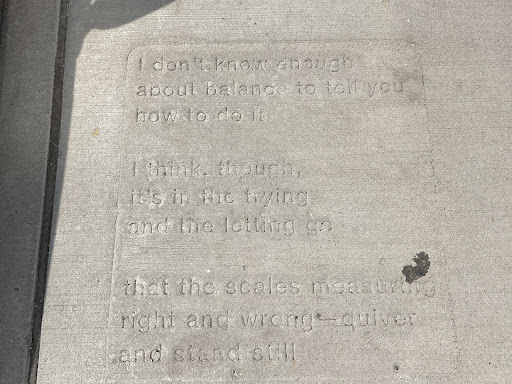 I don't know enough
about balance to tell you
how to do it
I think, though,
it's in the trying
and the letting go
that the scales measuring
right and wrong—quiver
and stand still